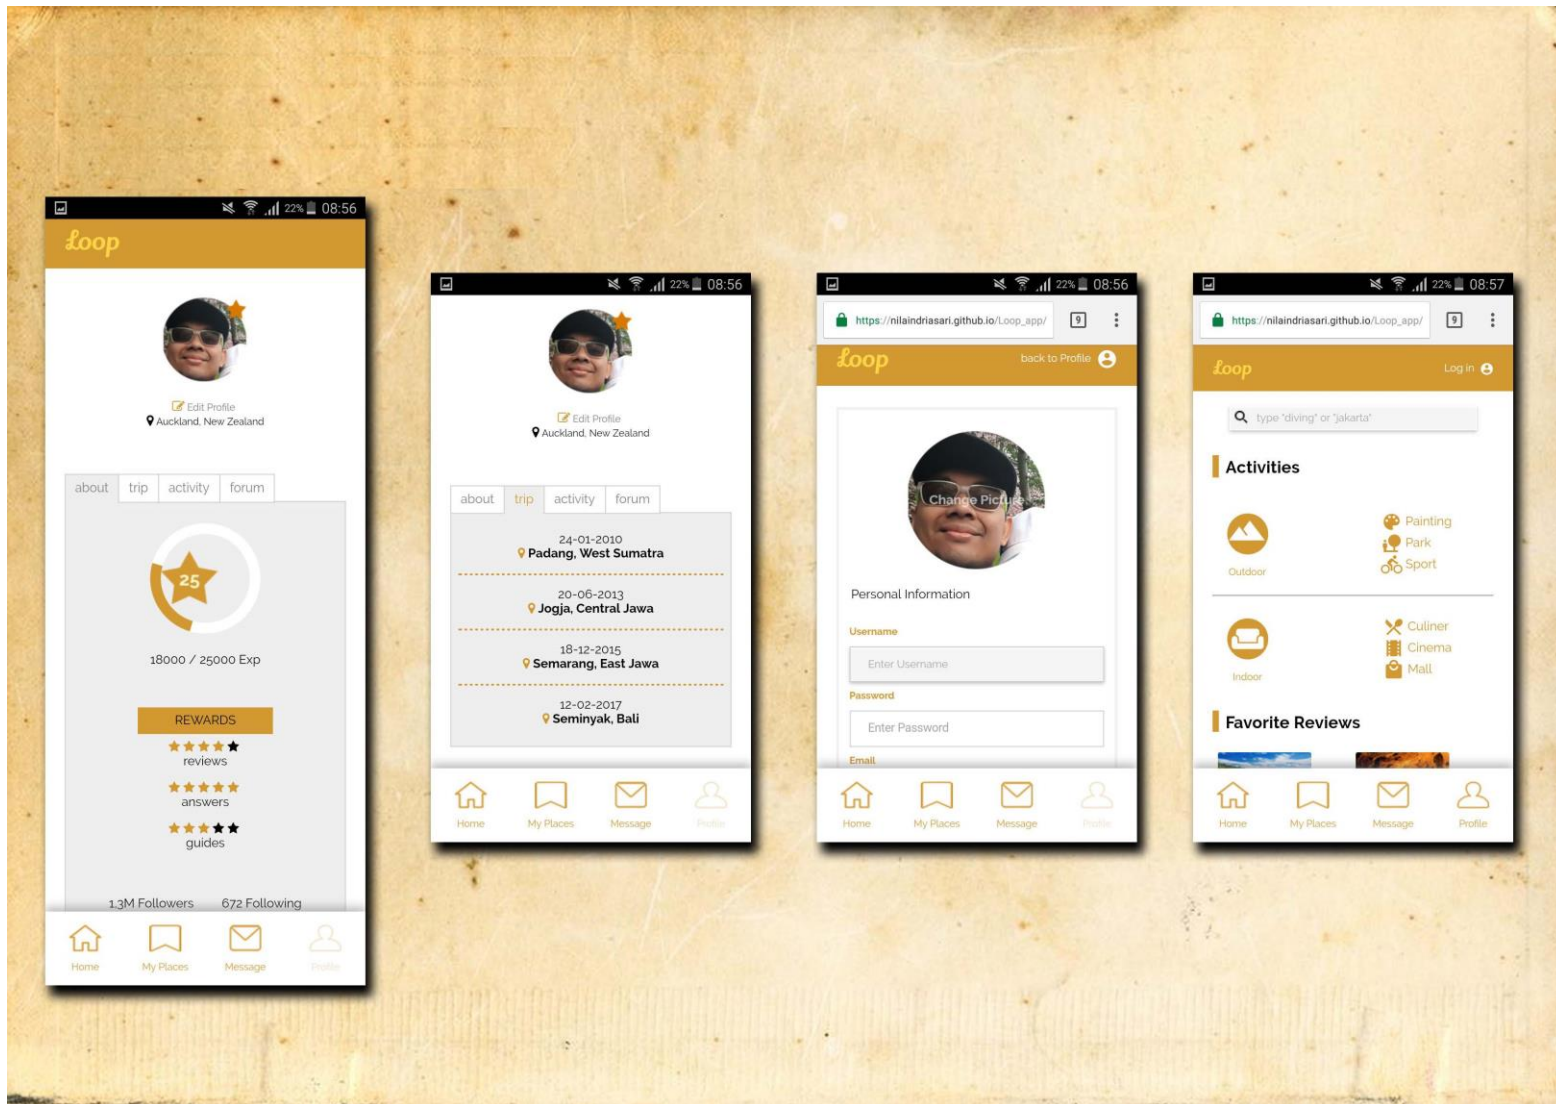 22% 08:56
Loop
Edit Profile
Auckland, New Zealand
about trip activity forum
25
18000 / 25000 Exp
REWARDS
reviews
answers
guides
1,3M Followers 672 Following
Home My Places Message Profile
22% 08:56
Edit Profile
Auckland, New Zealand
about trip activity forum
24-01-2010
Padang, West Sumatra
20-06-2013
Jogja, Central Jawa
18-12-2015
Semarang, East Jawa
12-02-2017
Seminyak, Bali
Home My Places Message Profile
22% 08:56
https://nilaindriasari.github.io/Loop_app/ 9
Loop back to Profile
Change Picture
Personal Information
Username
Enter Username
Password
Enter Password
Email
Home My Places Message Profile
22% 08:57
https://nilaindriasari.github.io/Loop_app/ 9
Loop Log in
type "diving" or "jakarta"
Activities
Painting
Park
Sport
Outdoor
Culiner
Cinema
Mall
Indoor
Favorite Reviews
Home My Places Message Profile